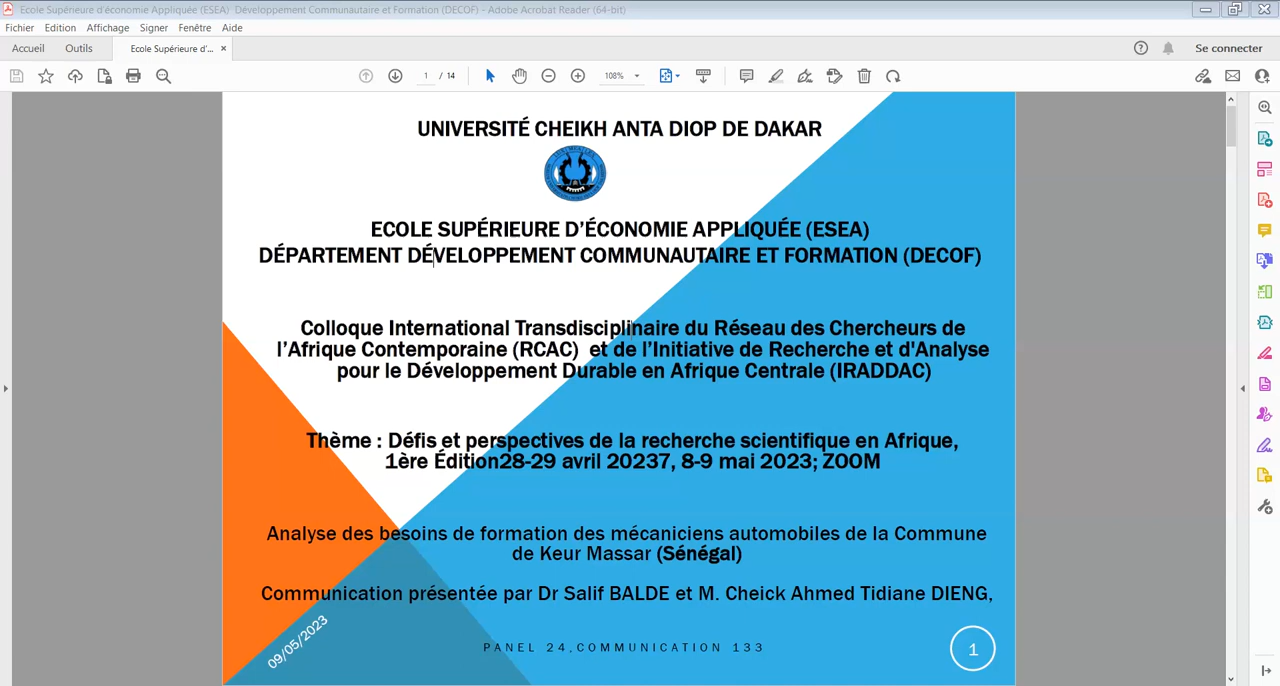 Ecole Supérieure d'économie Appliquée (ESEA) Développement Communautaire et Formation (DECOF) - Adobe Acrobat Reader (64-bit)
Fichier Edition Affichage Signer Fenêtre Aide
Accueil Outils Ecole Supérieure d'... × Se connecter
1 / 14 108%
UNIVERSITÉ CHEIKH ANTA DIOP DE DAKAR
ECOLE SUPÉRIEURE D'ÉCONOMIE APPLIQUÉE (ESEA)
DÉPARTEMENT DÉVELOPPEMENT COMMUNAUTAIRE ET FORMATION (DECOF)
Colloque International Transdisciplinaire du Réseau des Chercheurs de
l'Afrique Contemporaine (RCAC) et de l'Initiative de Recherche et d'Analyse
pour le Développement Durable en Afrique Centrale (IRADDAC)
Thème : Défis et perspectives de la recherche scientifique en Afrique,
1ère Édition28-29 avril 20237, 8-9 mai 2023; ZOOM
Analyse des besoins de formation des mécaniciens automobiles de la Commune
de Keur Massar (Sénégal)
Communication présentée par Dr Salif BALDE et M. Cheick Ahmed Tidiane DIENG,
09/05/2023
PANEL 24,COMMUNICATION 133
1